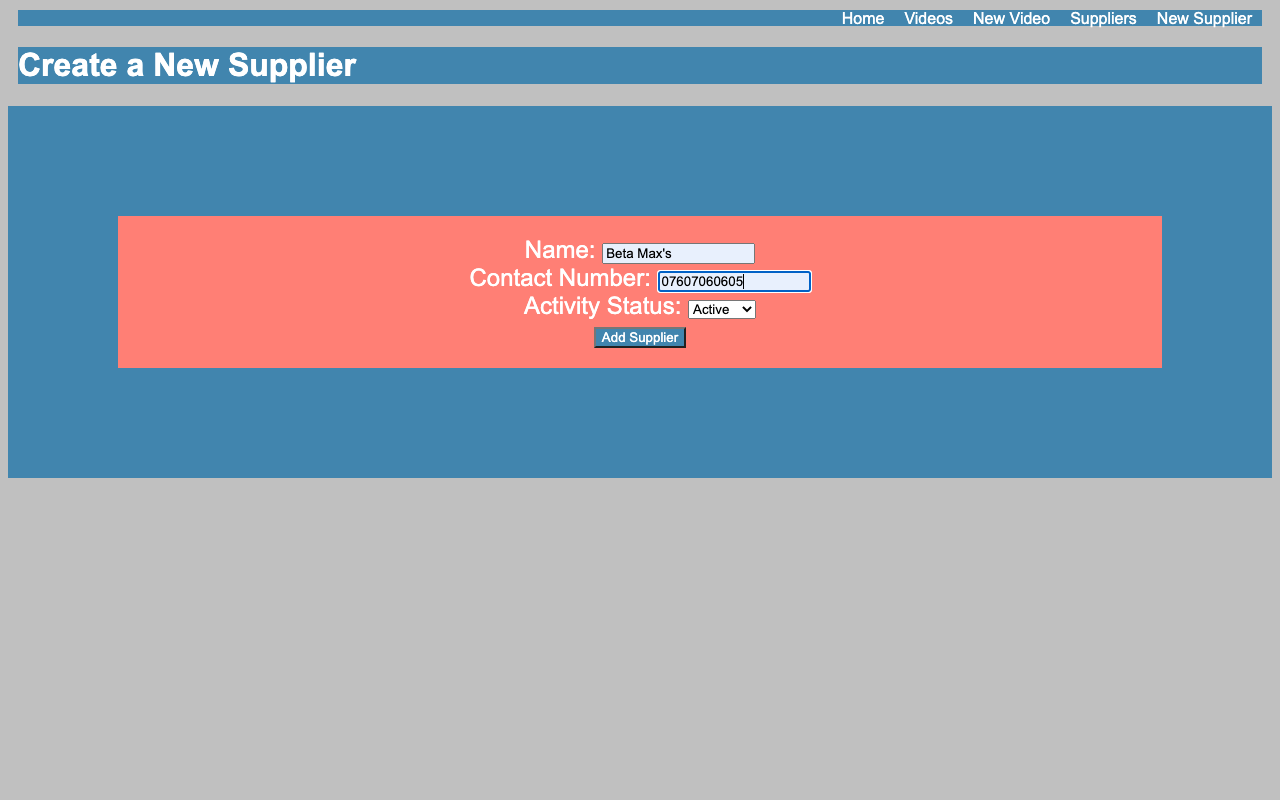 Home Videos New Video Suppliers New Supplier
Create a New Supplier
Name: Beta Max's
Contact Number: 07607060605
Activity Status: Active
Add Supplier